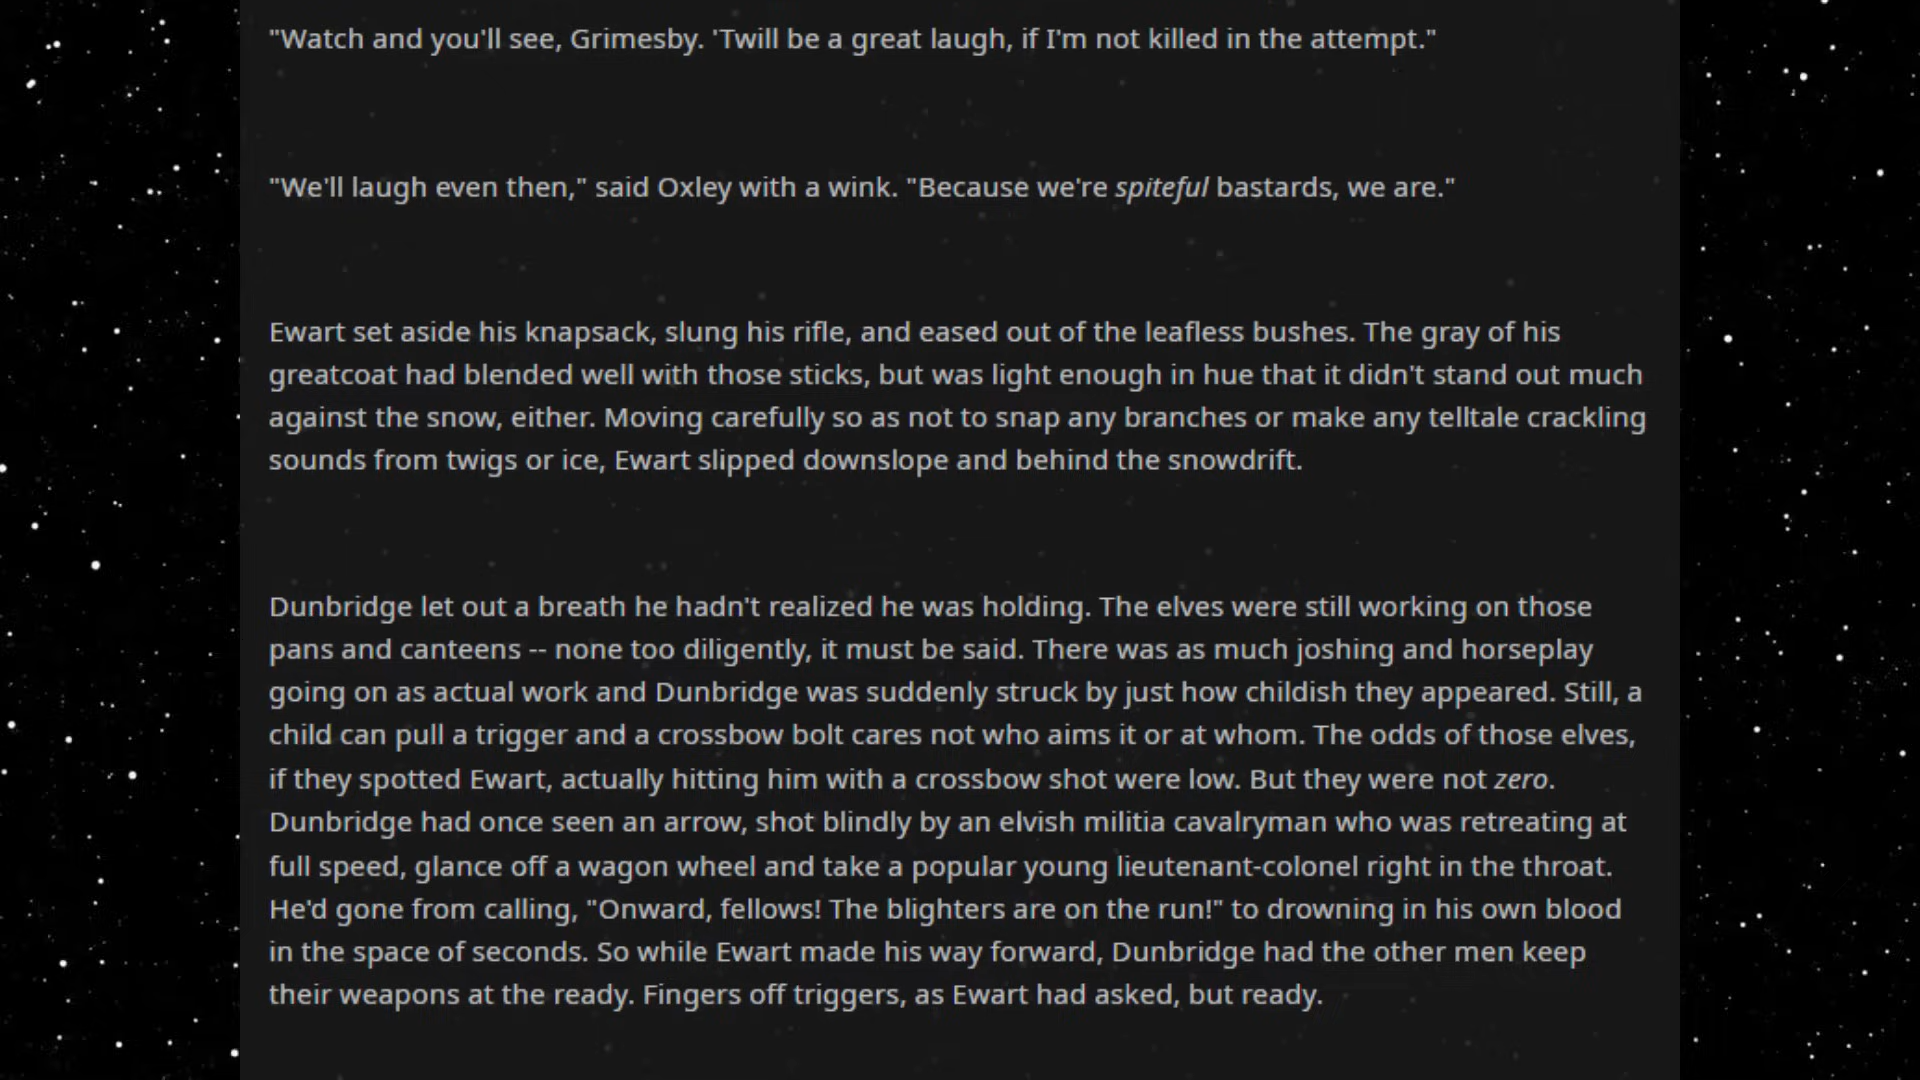 "Watch and you'll see, Grimesby. 'Twill be a great laugh, if I'm not killed in the attempt."
"We'll laugh even then," said Oxley with a wink. "Because we're spiteful bastards, we are."
Ewart set aside his knapsack, slung his rifle, and eased out of the leafless bushes. The gray of his
greatcoat had blended well with those sticks, but was light enough in hue that it didn't stand out much
against the snow, either. Moving carefully so as not to snap any branches or make any telltale crackling
sounds from twigs or ice, Ewart slipped downslope and behind the snowdrift.
Dunbridge let out a breath he hadn't realized he was holding. The elves were still working on those
pans and canteens -- none too diligently, it must be said. There was as much joshing and horseplay
going on as actual work and Dunbridge was suddenly struck by just how childish they appeared. Still, a
child can pull a trigger and a crossbow bolt cares not who aims it or at whom. The odds of those elves,
if they spotted Ewart, actually hitting him with a crossbow shot were low. But they were not zero.
Dunbridge had once seen an arrow, shot blindly by an elvish militia cavalryman who was retreating at
full speed, glance off a wagon wheel and take a popular young lieutenant-colonel right in the throat.
He'd gone from calling, "Onward, fellows! The blighters are on the run!" to drowning in his own blood
in the space of seconds. So while Ewart made his way forward, Dunbridge had the other men keep
their weapons at the ready. Fingers off triggers, as Ewart had asked, but ready.